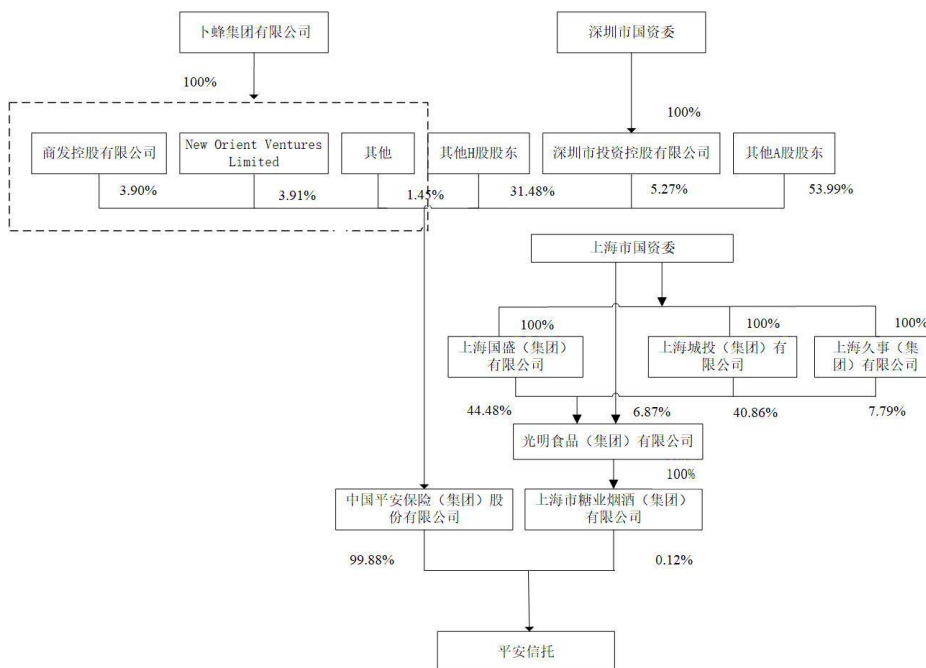 卜蜂集团有限公司
深圳市国资委
100%
100%
商发控股有限公司
New Orient Ventures
Limited
其他
其他H股股东
深圳市投资控股有限公司
其他A股股东
3.90%
3.91%
1.45%
31.48%
5.27%
53.99%
上海市国资委
100%
100%
100%
上海国盛（集团）
有限公司
上海城投（集团）有
限公司
上海久事（集
团）有限公司
44.48%
6.87%
40.86%
7.79%
光明食品（集团）有限公司
100%
中国平安保险（集团）股
份有限公司
上海市糖业烟酒（集团）
有限公司
99.88%
0.12%
平安信托